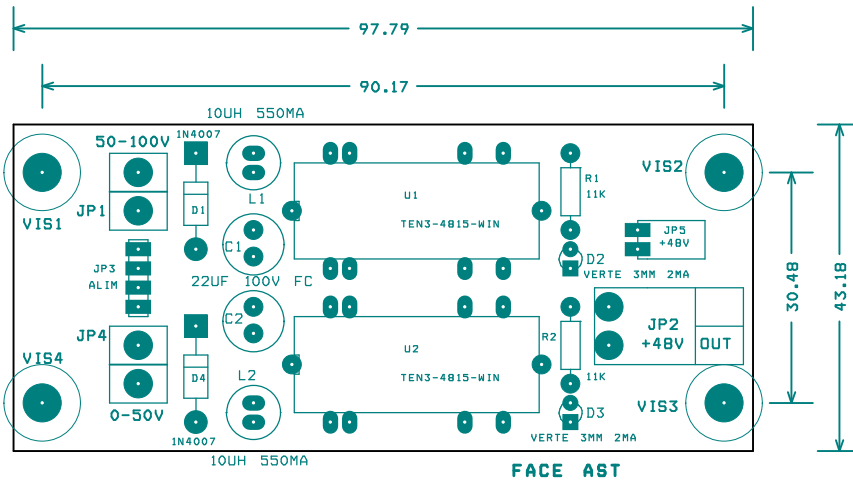 97.79
90.17
10UH 550MA
50-100V
1N4007
VIS2
R1
11K
U1
JP1
D1
L1
VIS1
TEN3-4815-WIN
JP5
+48V
C1
D2
JP3
22UF 100V FC
VERTE 3MM 2MA
ALIM
30.48
43.18
C2
JP2
JP4
R2
+48V
OUT
VIS4
U2
L2
D4
TEN3-4815-WIN
11K
VIS3
0-50V
D3
1N4007
VERTE 3MM 2MA
10UH 550MA
FACE AST